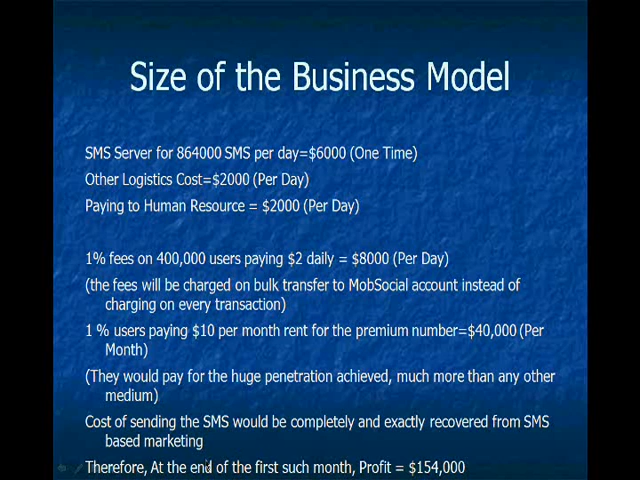 Size of the Business Model
SMS Server for 864000 SMS per day=$6000 (One Time)
Other Logistics Cost=$2000 (Per Day)
Paying to Human Resource = $2000 (Per Day)
1% fees on 400,000 users paying $2 daily = $8000 (Per Day)
(the fees will be charged on bulk transfer to MobSocial account instead of
charging on every transaction)
1 % users paying $10 per month rent for the premium number=$40,000 (Per
Month)
(They would pay for the huge penetration achieved, much more than any other
medium)
Cost of sending the SMS would be completely and exactly recovered from SMS
based marketing
Therefore, At the end of the first such month, Profit = $154,000